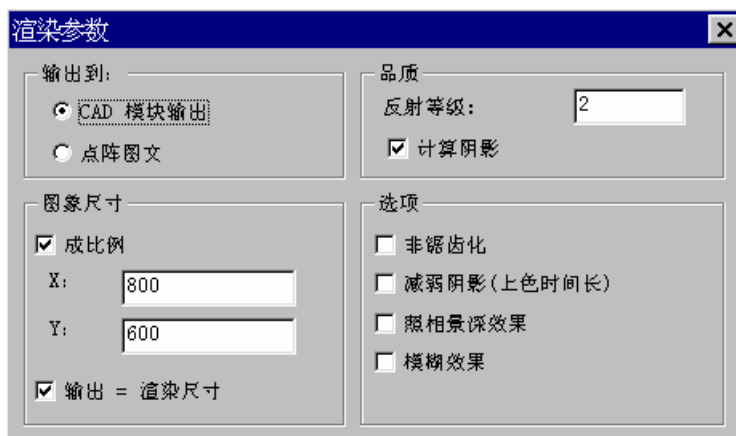 渲染参数
输出到:
CAD 模块输出
点阵图文
品质
反射等级:
2
计算阴影
图象尺寸
成比例
X:
800
Y:
600
输出 = 渲染尺寸
选项
非锯齿化
减弱阴影(上色时间长)
照相景深效果
模糊效果